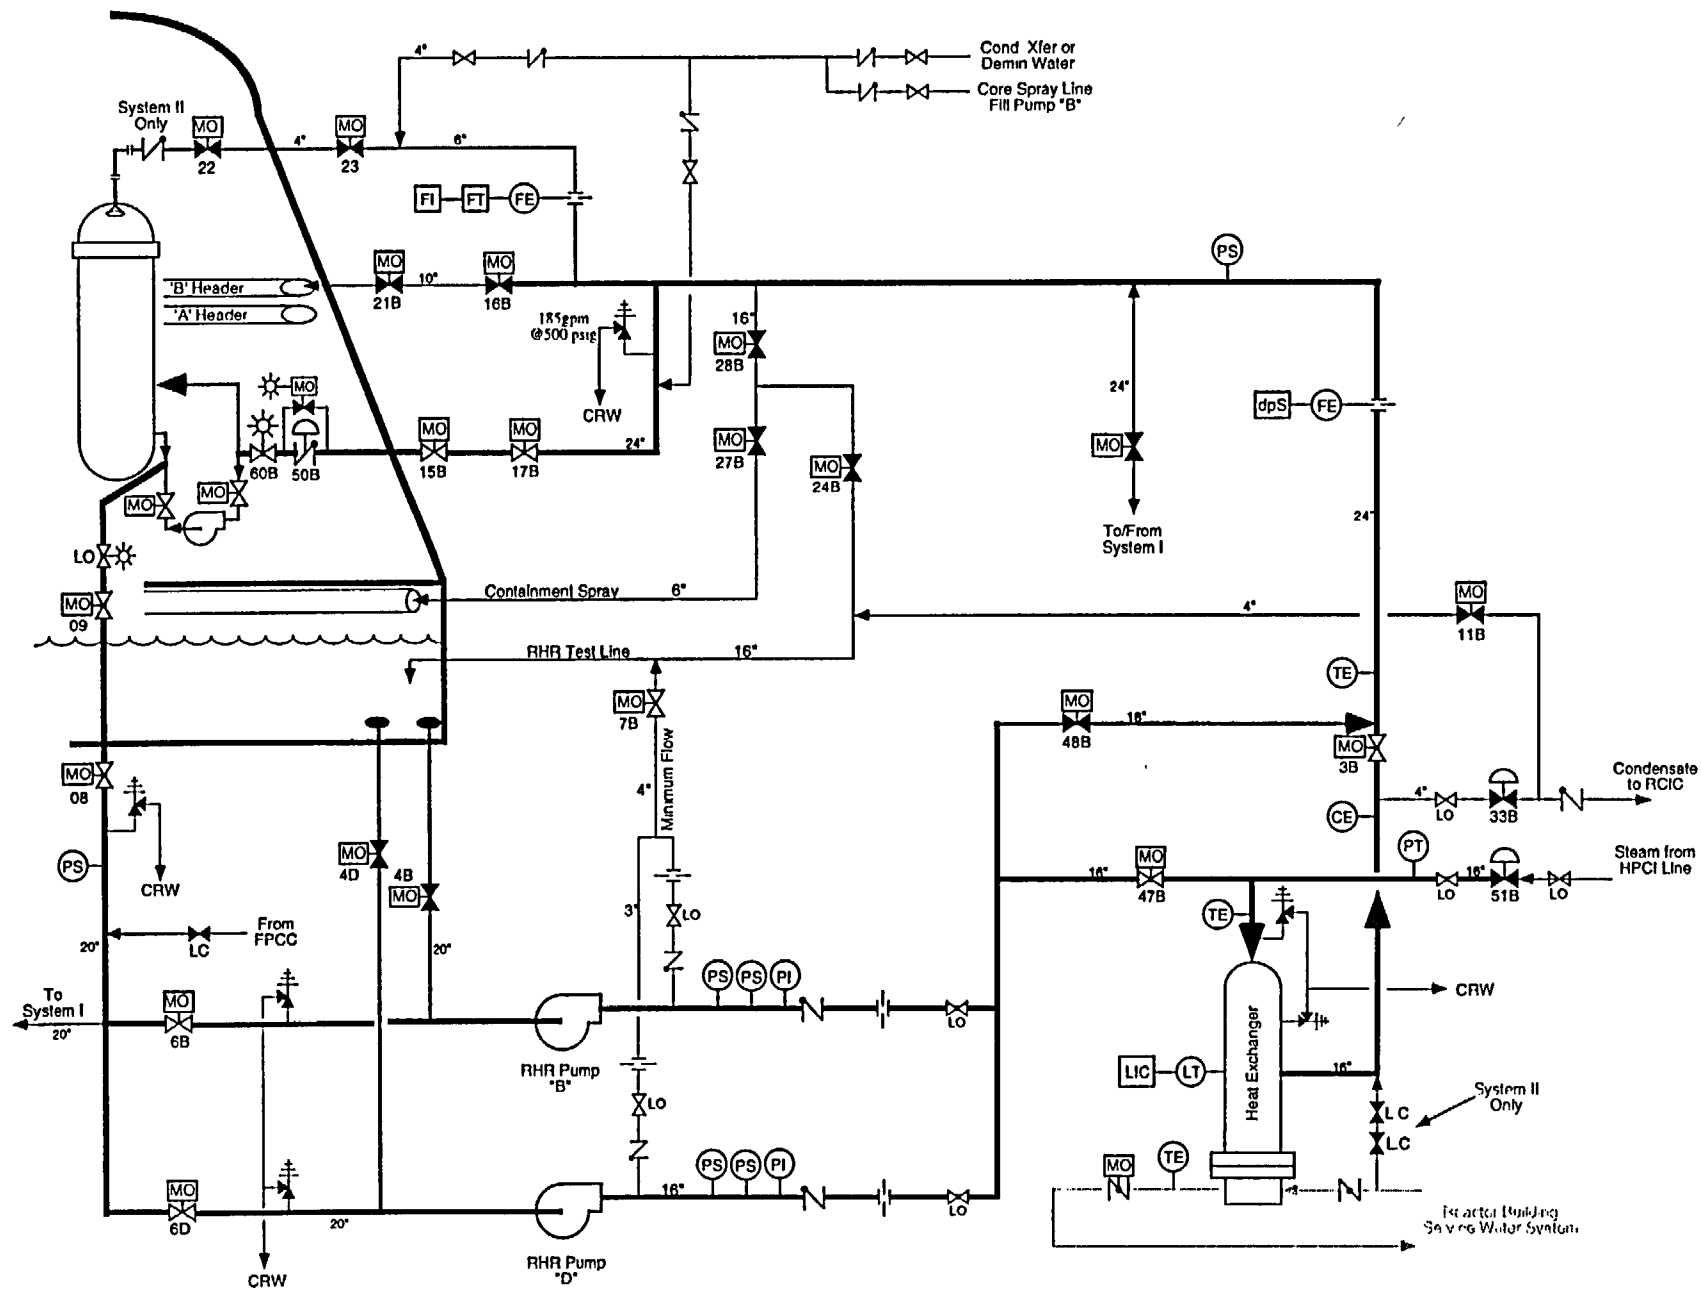 4"
Cond Xfer or
Demin Water
Core Spray Line
Fill Pump "B"
System II
Only
MO
22
4"
MO
23
6"
FI
FT
FE
PS
'B' Header
'A' Header
MO
21B
10"
MO
16B
185gpm
@500 psig
CRW
16"
MO
28B
24"
dpS
FE
MO
MO
60B
50B
MO
15B
MO
17B
24"
MO
27B
MO
24B
MO
To/From
System I
24"
MO
MO
LO
MO
09
Containment Spray
6"
4"
MO
11B
RHR Test Line
16"
TE
MO
7B
MO
48B
18"
MO
3B
Minimum Flow
4"
MO
08
CRW
PS
Condensate
to RCIC
4"
LO
33B
CE
MO
4D
4B
MO
PT
Steam from
HPCI Line
16"
MO
47B
LO
16"
51B
LO
TE
3"
LO
From
FPCC
LC
20"
20"
PS
PS
PI
CRW
To
System I
20"
MO
6B
LO
RHR Pump
"B"
Heat Exchanger
LIC
LT
16"
System II
Only
LO
L C
LC
PS
PS
PI
16"
MO
TE
MO
6D
20"
LO
Reactor Building
Service Water System
RHR Pump
"D"
CRW